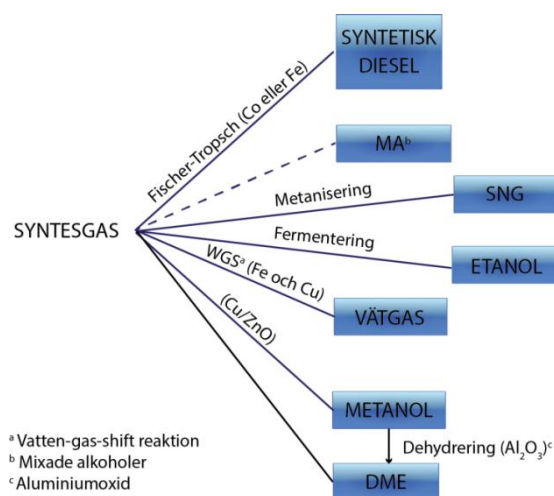 SYNTETISK
DIESEL
Fischer-Tropsch (Co eller Fe)
MAᵇ
Metanisering
SNG
SYNTESGAS
Fermentering
ETANOL
WGSᵃ (Fe och Cu)
VÄTGAS
(Cu/ZnO)
METANOL
Dehydrering (Al₂O₃)ᶜ
DME
ᵃ Vatten-gas-shift reaktion
ᵇ Mixade alkoholer
ᶜ Aluminiumoxid